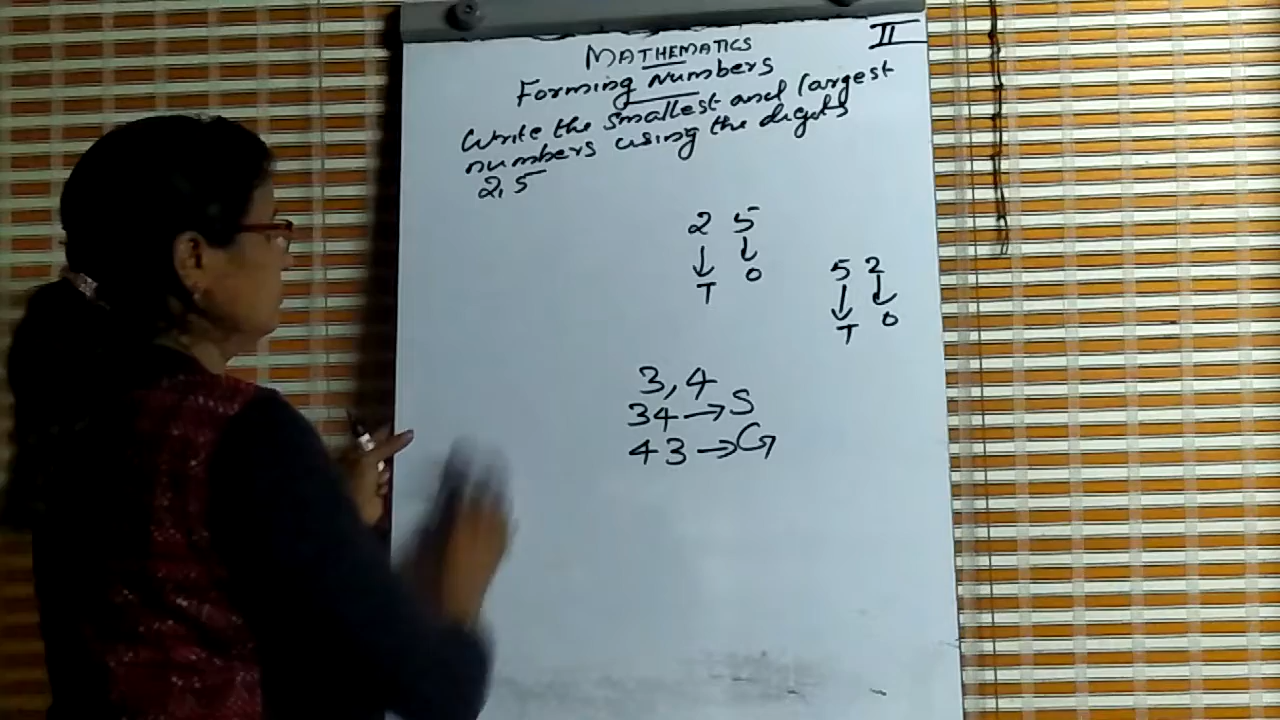 II
MATHEMATICS
Forming Numbers
Write the smallest and largest
numbers using the digits
2,5
2 5
↓ ↓
T O
5 2
↓ ↓
T O
3,4
34 → S
43 → G